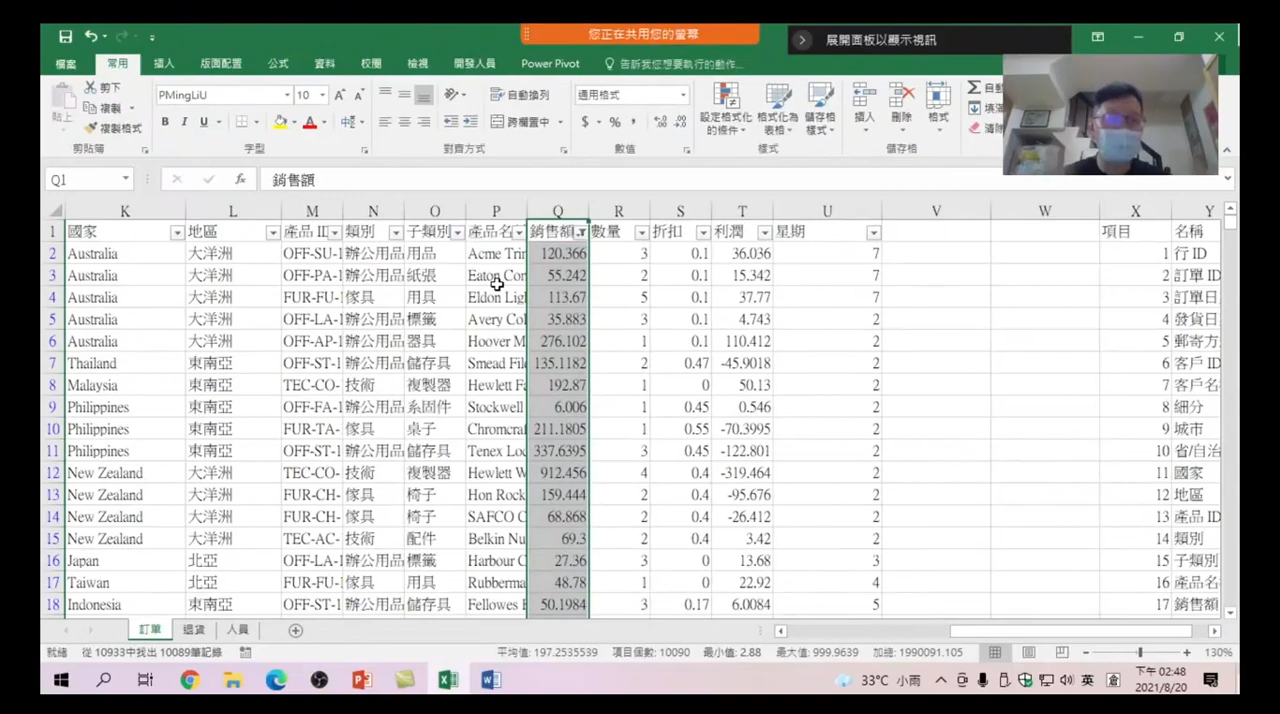 您正在共用您的螢幕
展開面板以顯示視訊
檔案 常用 插入 版面配置 公式 資料 校閱 檢視 開發人員 Power Pivot 告訴我您想要執行的動作...
貼上 剪下 複製 複製格式 剪貼簿
PMingLiU 10 B I U 字型
自動換列 跨欄置中 對齊方式
通用格式 $ % 數值
設定格式化的條件 格式化為表格 儲存格樣式 樣式
插入 刪除 格式 儲存格
Σ 自動
Q1 fx 銷售額
K L M N O P Q R S T U V W X Y
1 國家 地區 產品 ID 類別 子類別 產品名 銷售額 數量 折扣 利潤 星期 項目 名稱
2 Australia 大洋洲 OFF-SU-1 辦公用品 用品 Acme Trin 120.366 3 0.1 36.036 7 1 行 ID
3 Australia 大洋洲 OFF-PA-1 辦公用品 紙張 Eaton Con 55.242 2 0.1 15.342 7 2 訂單 ID
4 Australia 大洋洲 FUR-FU-1 傢具 用具 Eldon Ligh 113.67 5 0.1 37.77 7 3 訂單日
5 Australia 大洋洲 OFF-LA-1 辦公用品 標籤 Avery Col 35.883 3 0.1 4.743 2 4 發貨日
6 Australia 大洋洲 OFF-AP-1 辦公用品 器具 Hoover M 276.102 1 0.1 110.412 2 5 郵寄方
7 Thailand 東南亞 OFF-ST-1 辦公用品 儲存具 Smead File 135.1182 2 0.47 -45.9018 2 6 客戶 ID
8 Malaysia 東南亞 TEC-CO- 技術 複製器 Hewlett Fa 192.87 1 0 50.13 2 7 客戶名
9 Philippines 東南亞 OFF-FA-1 辦公用品 系固件 Stockwell 6.006 1 0.45 0.546 2 8 細分
10 Philippines 東南亞 FUR-TA- 傢具 桌子 Chromcraf 211.1805 1 0.55 -70.3995 2 9 城市
11 Philippines 東南亞 OFF-ST-1 辦公用品 儲存具 Tenex Loc 337.6395 3 0.45 -122.801 2 10 省/自治
12 New Zealand 大洋洲 TEC-CO- 技術 複製器 Hewlett W 912.456 4 0.4 -319.464 2 11 國家
13 New Zealand 大洋洲 FUR-CH- 傢具 椅子 Hon Rock 159.444 2 0.4 -95.676 2 12 地區
14 New Zealand 大洋洲 FUR-CH- 傢具 椅子 SAFCO C 68.868 2 0.4 -26.412 2 13 產品 ID
15 New Zealand 大洋洲 TEC-AC- 技術 配件 Belkin Nu 69.3 2 0.4 3.42 2 14 類別
16 Japan 北亞 OFF-LA-1 辦公用品 標籤 Harbour C 27.36 3 0 13.68 3 15 子類別
17 Taiwan 北亞 FUR-FU-1 傢具 用具 Rubberma 48.78 1 0 22.92 4 16 產品名
18 Indonesia 東南亞 OFF-ST-1 辦公用品 儲存具 Fellowes B 50.1984 3 0.17 6.0084 5 17 銷售額
訂單 退貨 人員
就緒 從 10933中找出 10089筆記錄 平均值: 197.2535539 項目個數: 10090 最小值: 2.88 最大值: 999.9639 加總: 1990091.105 130%
33°C 小雨 英 下午 02:48
2021/8/20